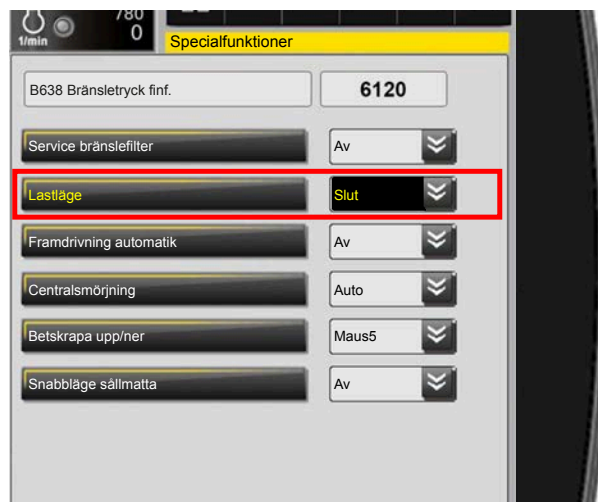 780
1/min 0
Specialfunktioner
B638 Bränsletryck finf. 6120
Service bränslefilter Av
Lastläge Slut
Framdrivning automatik Av
Centralsmörjning Auto
Betskrapa upp/ner Maus5
Snabbläge sållmatta Av